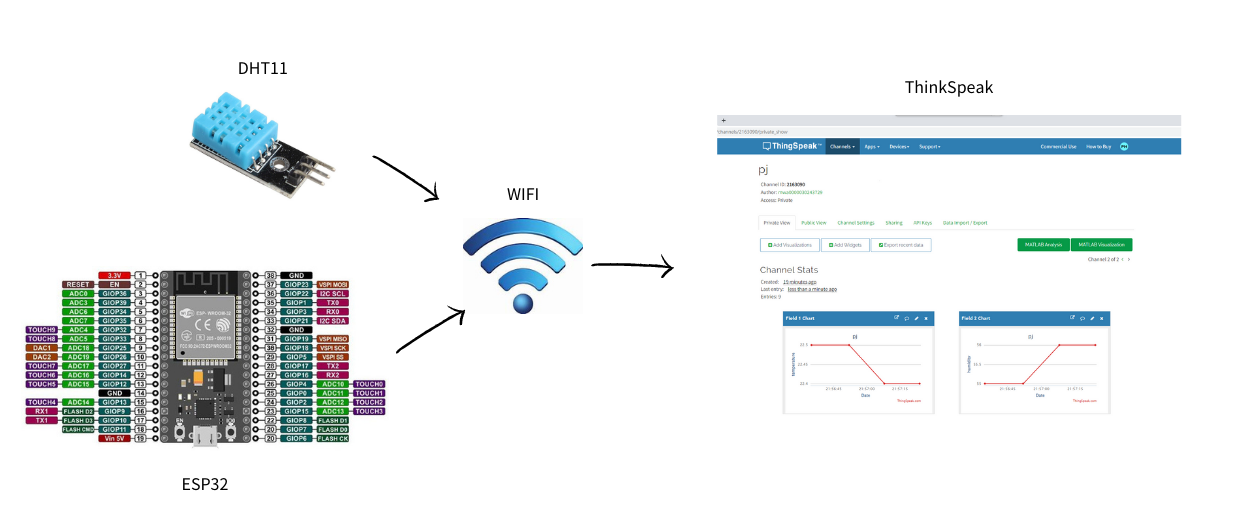 DHT11
ThinkSpeak
WIFI
ESP32
+
ThingSpeak™ Channels Apps Devices Support Commercial Use How to Buy
pj
Channel ID: 2163090
Author:
Access: Private
Private View Public View Channel Settings Sharing API Keys Data Import / Export
Add Visualizations Add Widgets Export recent data MATLAB Analysis MATLAB Visualization
Channel 2 of 2 < >
Channel Stats
Created: 15 minutes ago
Last entry: less than a minute ago
Entries: 9
Field 1 Chart Field 2 Chart
temperature
Date
ThingSpeak.com
Date
ThingSpeak.com
3.3V 1 38 GND
RESET EN 2 37 GIOP23 VSPI MOSI
ADC0 GIOP36 3 36 GIOP22 I2C SCL
ADC3 GIOP39 4 35 GIOP1 TX0
ADC6 GIOP34 5 34 GIOP3 RX0
ADC7 GIOP35 6 33 GIOP21 I2C SDA
TOUCH9 ADC4 GIOP32 7 32 GND
TOUCH8 ADC5 GIOP33 8 31 GIOP19 VSPI MISO
DAC1 ADC18 GIOP25 9 30 GIOP18 VSPI SCK
DAC2 ADC19 GIOP26 10 29 GIOP5 VSPI SS
TOUCH7 ADC17 GIOP27 11 28 GIOP17 TX2
TOUCH6 ADC16 GIOP14 12 27 GIOP16 RX2
TOUCH5 ADC15 GIOP12 13 26 GIOP4 ADC10 TOUCH0
GND 14 25 GIOP0 ADC11 TOUCH1
TOUCH4 ADC14 GIOP13 15 24 GIOP2 ADC12 TOUCH2
RX1 FLASH D2 GIOP9 16 23 GIOP15 ADC13 TOUCH3
TX1 FLASH D3 GIOP10 17 22 GIOP8 FLASH D1
FLASH CMD GIOP11 18 GIOP7 FLASH D0
Vin 5V 19 20 GIOP6 FLASH CK